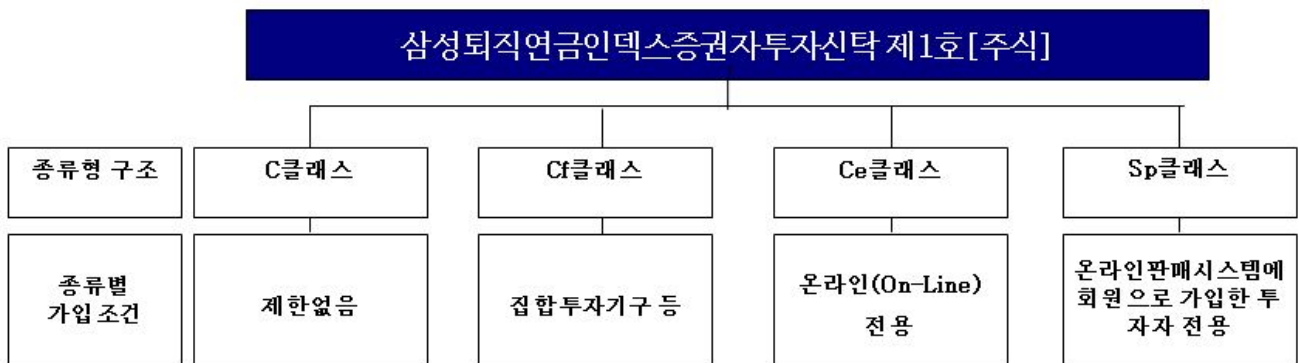 삼성퇴직연금인덱스증권자투자신탁 제1호[주식]
종류형 구조
C클래스
Cf클래스
Ce클래스
Sp클래스
종류별
가입 조건
제한없음
집합투자기구 등
온라인(On-Line)
전용
온라인판매시스템에
회원으로 가입한 투
자자 전용